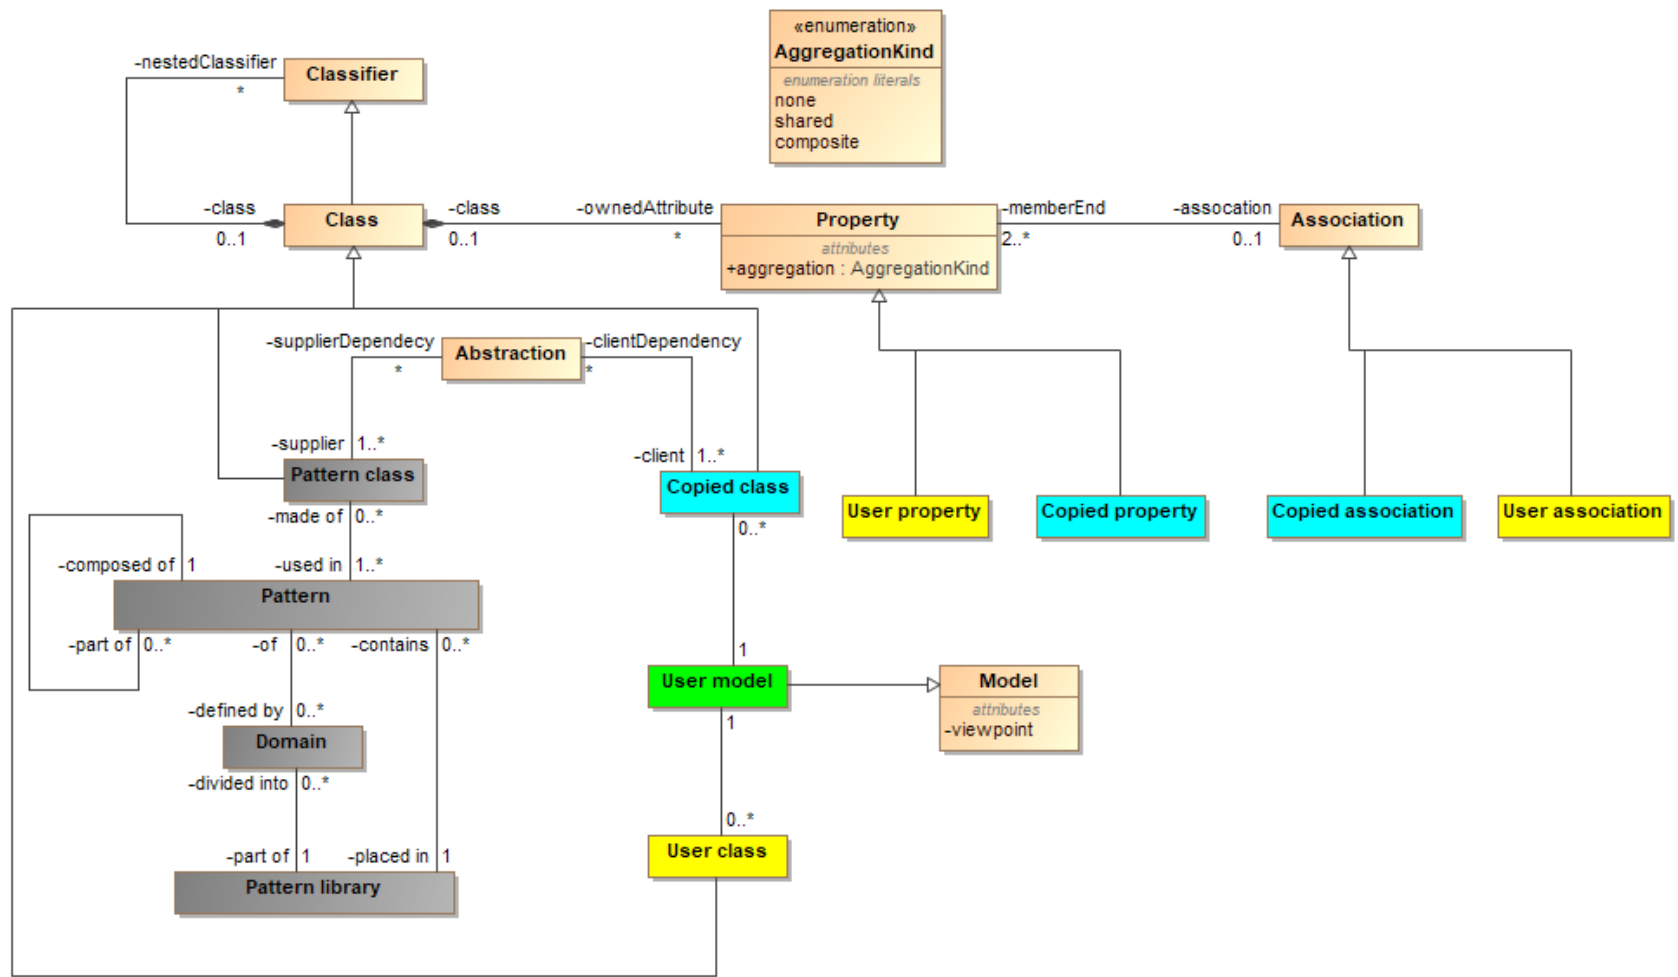 «enumeration»
AggregationKind
enumeration literals
none
shared
composite
-nestedClassifier
*
Classifier
-class
0..1
Class
-class
0..1
-ownedAttribute
*
Property
attributes
+aggregation : AggregationKind
-memberEnd
2..*
-assocation
0..1
Association
-supplierDependecy
*
Abstraction
-clientDependency
*
-supplier
1..*
Pattern class
-client
1..*
Copied class
-made of
0..*
0..*
User property
Copied property
Copied association
User association
-composed of
1
-used in
1..*
Pattern
-part of
0..*
-of
0..*
-contains
0..*
1
User model
Model
attributes
-viewpoint
1
-defined by
0..*
Domain
-divided into
0..*
0..*
User class
-part of
1
-placed in
1
Pattern library